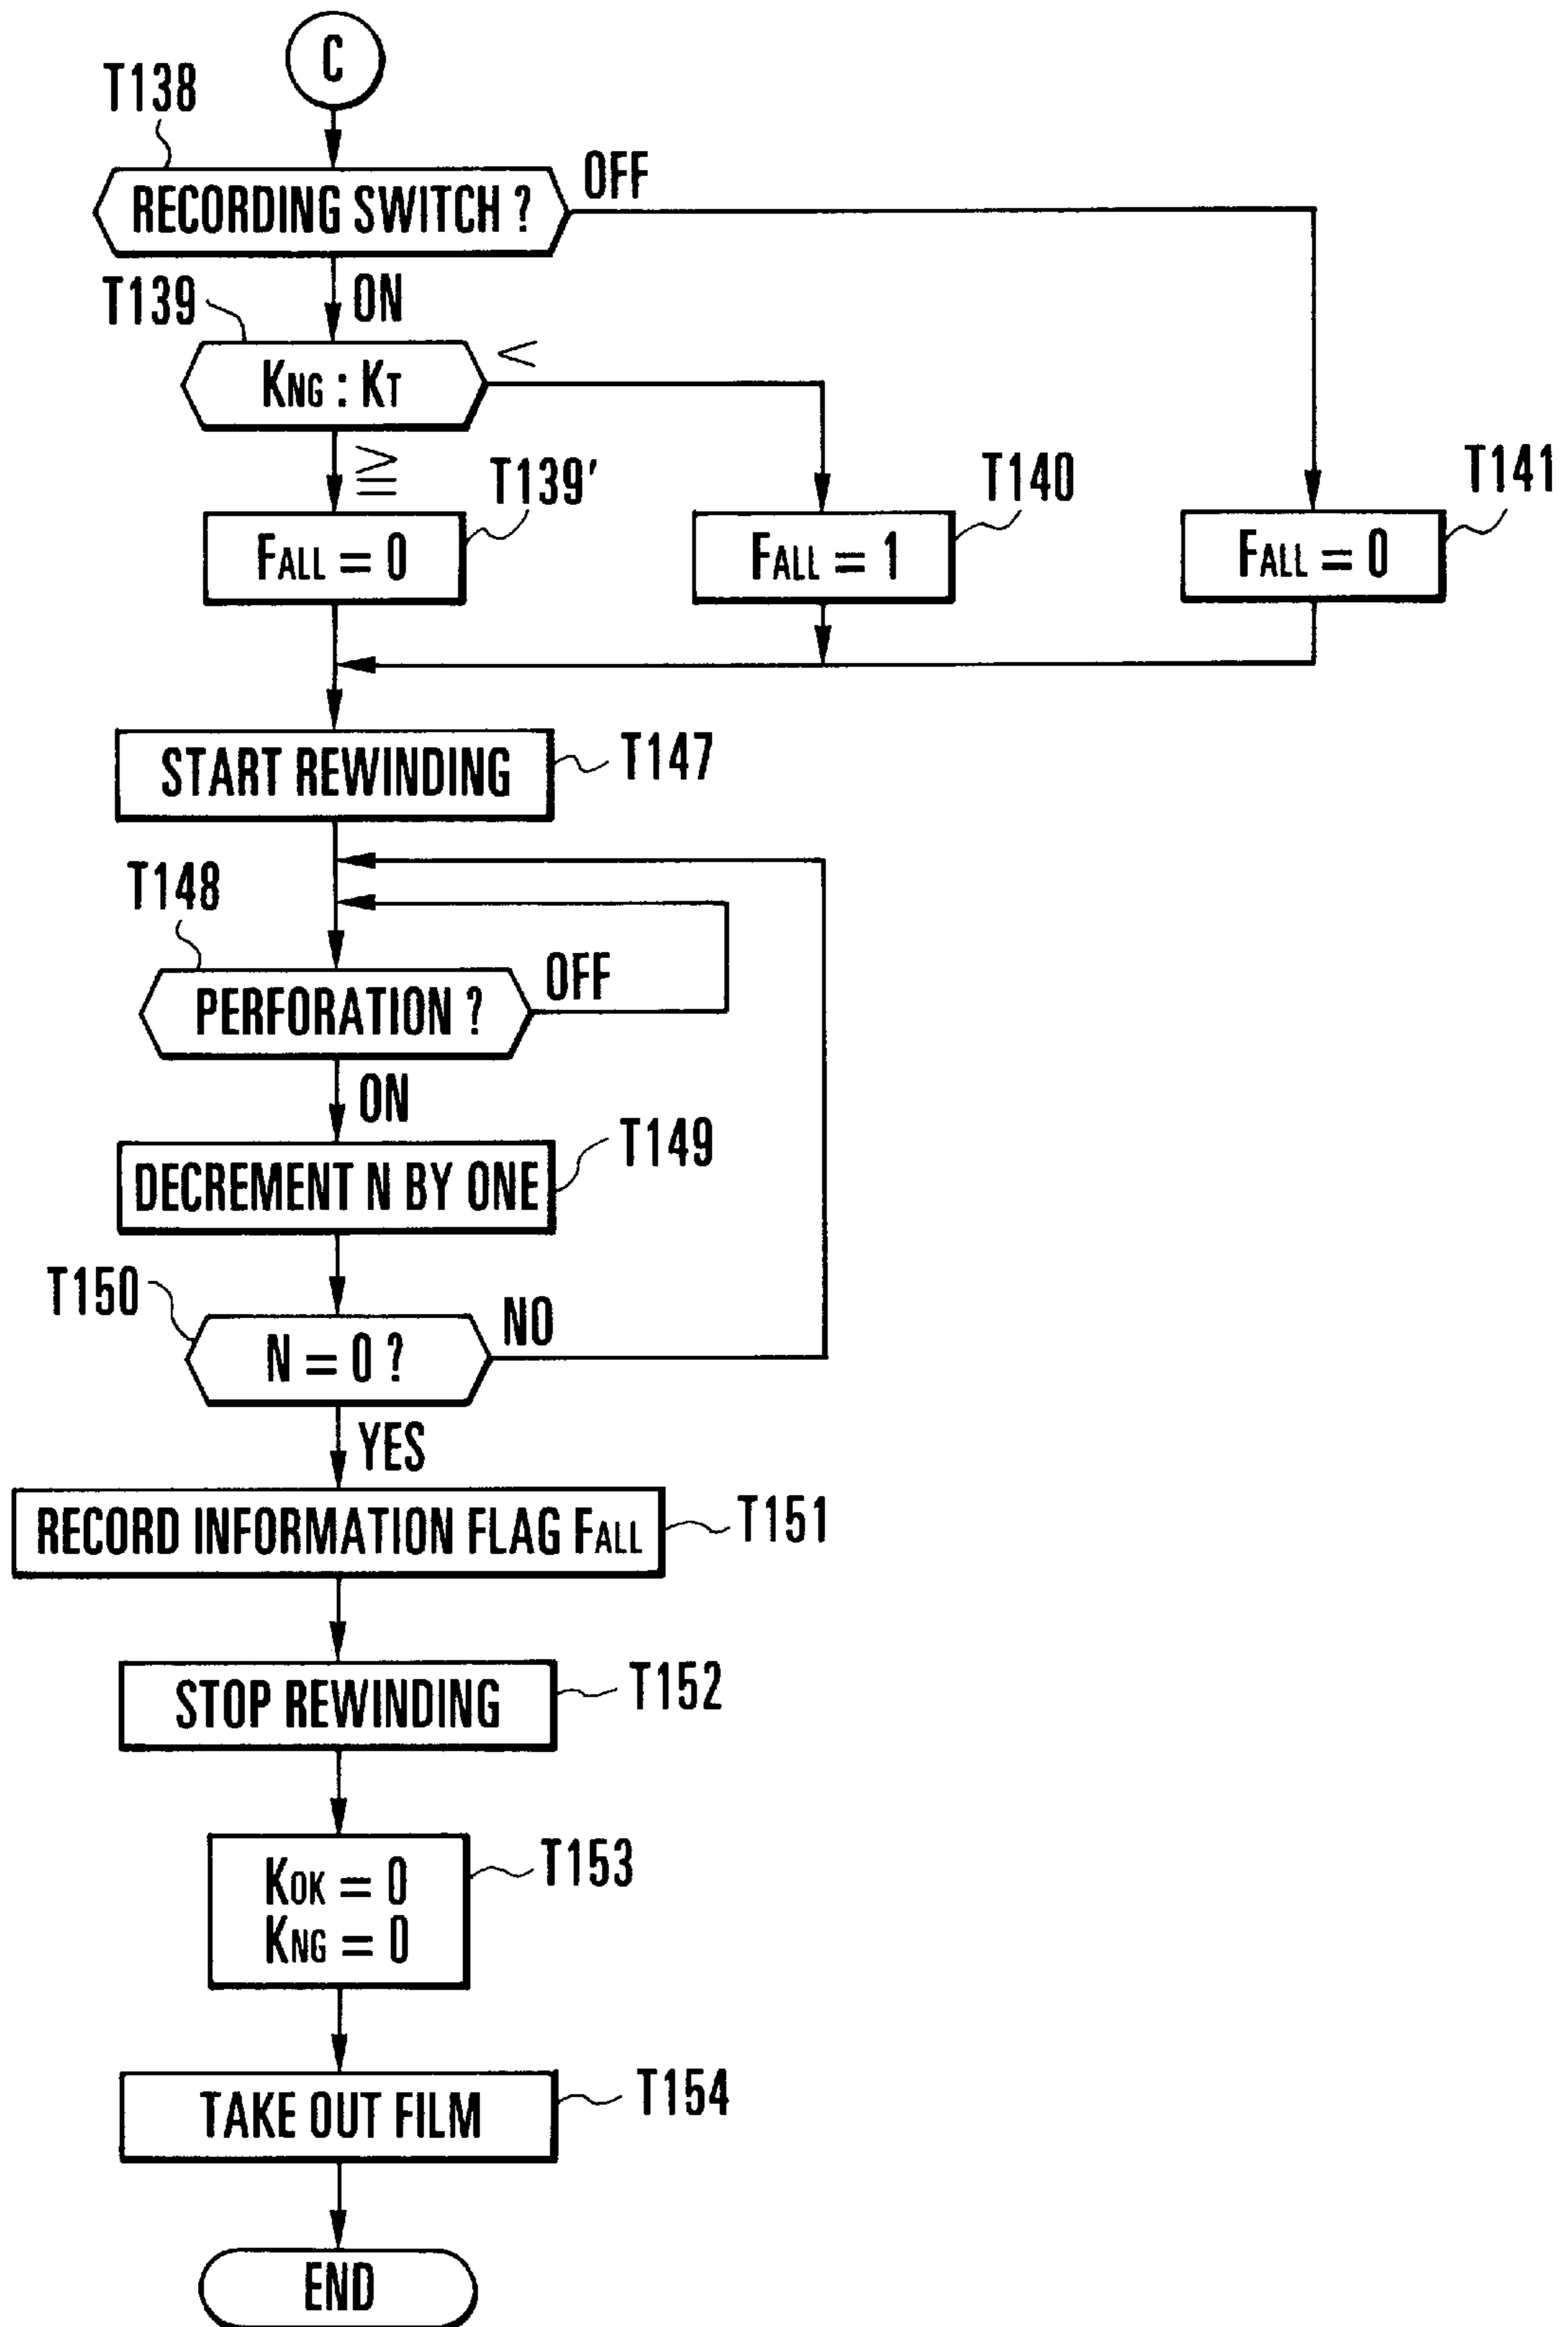 C
T138
RECORDING SWITCH ?
OFF
ON
T139
KNG : KT
<
≧
T139'
FALL = 0
T140
FALL = 1
T141
FALL = 0
START REWINDING
T147
T148
PERFORATION ?
OFF
ON
DECREMENT N BY ONE
T149
T150
N = 0 ?
NO
YES
RECORD INFORMATION FLAG FALL
T151
STOP REWINDING
T152
KOK = 0
KNG = 0
T153
TAKE OUT FILM
T154
END